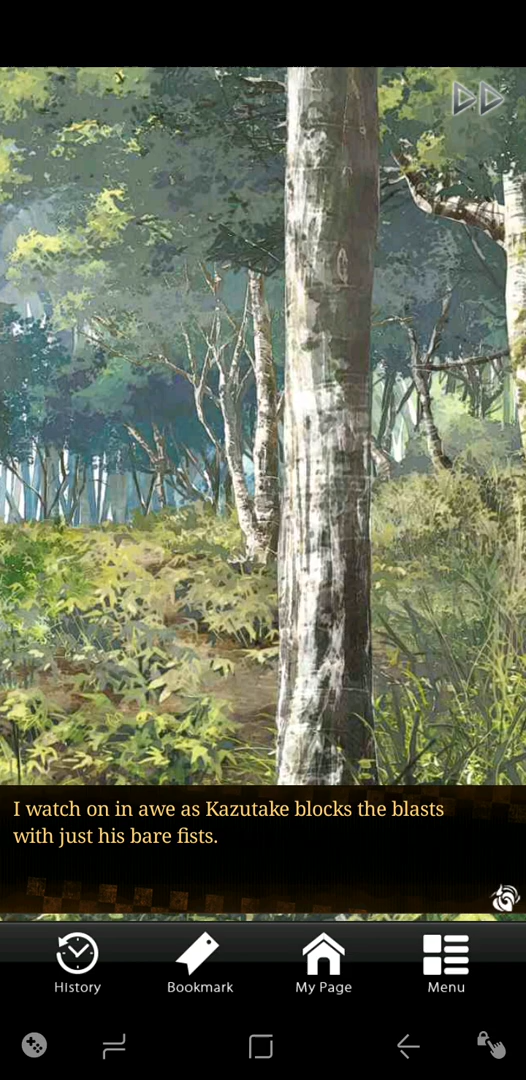 I watch on in awe as Kazutake blocks the blasts
with just his bare fists.
History
Bookmark
My Page
Menu